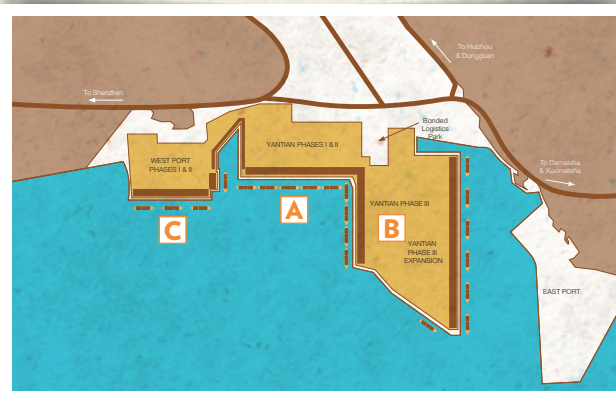 To Huizhou
& Dongguan
To Shenzhen
Bonded
Logistics
Park
YANTIAN PHASES I & II
WEST PORT
PHASES I & II
To Dameisha
& Xiaomeisha
YANTIAN PHASE III
A
B
C
YANTIAN
PHASE III
EXPANSION
EAST PORT